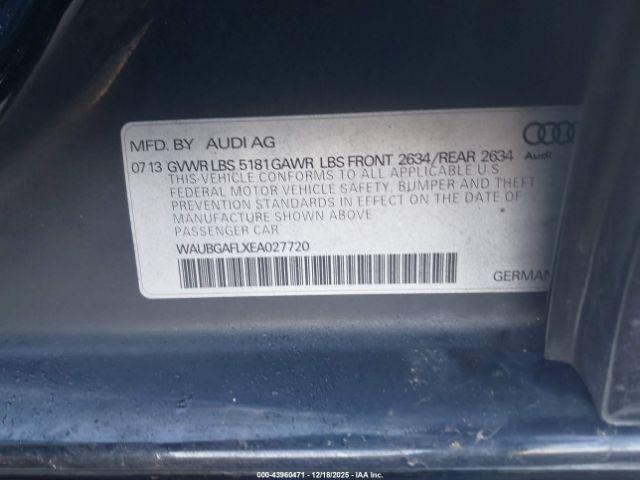 MFD. BY AUDI AG
07 13 GVWR LBS 5181 GAWR LBS FRONT 2634/REAR 2634
THIS VEHICLE CONFORMS TO ALL APPLICABLE U.S
FEDERAL MOTOR VEHICLE SAFETY, BUMPER AND THEFT
PREVENTION STANDARDS IN EFFECT ON THE DATE OF
MANUFACTURE SHOWN ABOVE
PASSENGER CAR
WAUBGAFLXEA027720
Audi
GERMAN
000-43960471 - 12/18/2025 - IAAI.COM